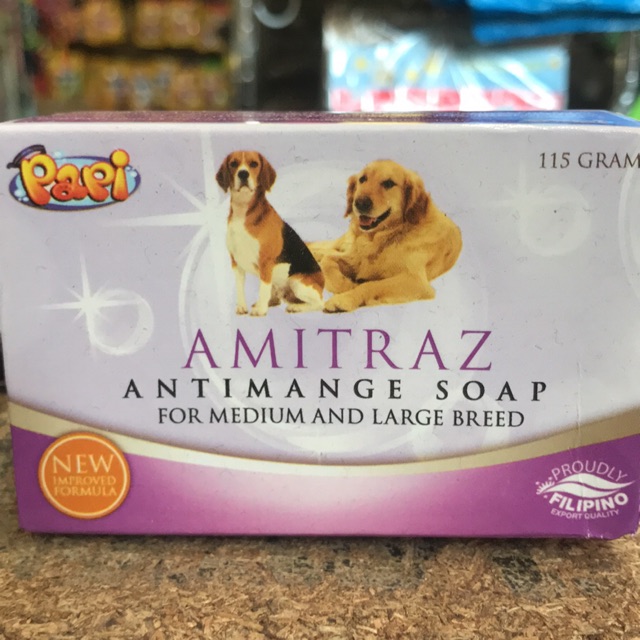 Papi
115 GRAM
AMITRAZ
ANTIMANGE SOAP
FOR MEDIUM AND LARGE BREED
NEW
IMPROVED
FORMULA
PROUDLY
FILIPINO
EXPORT QUALITY